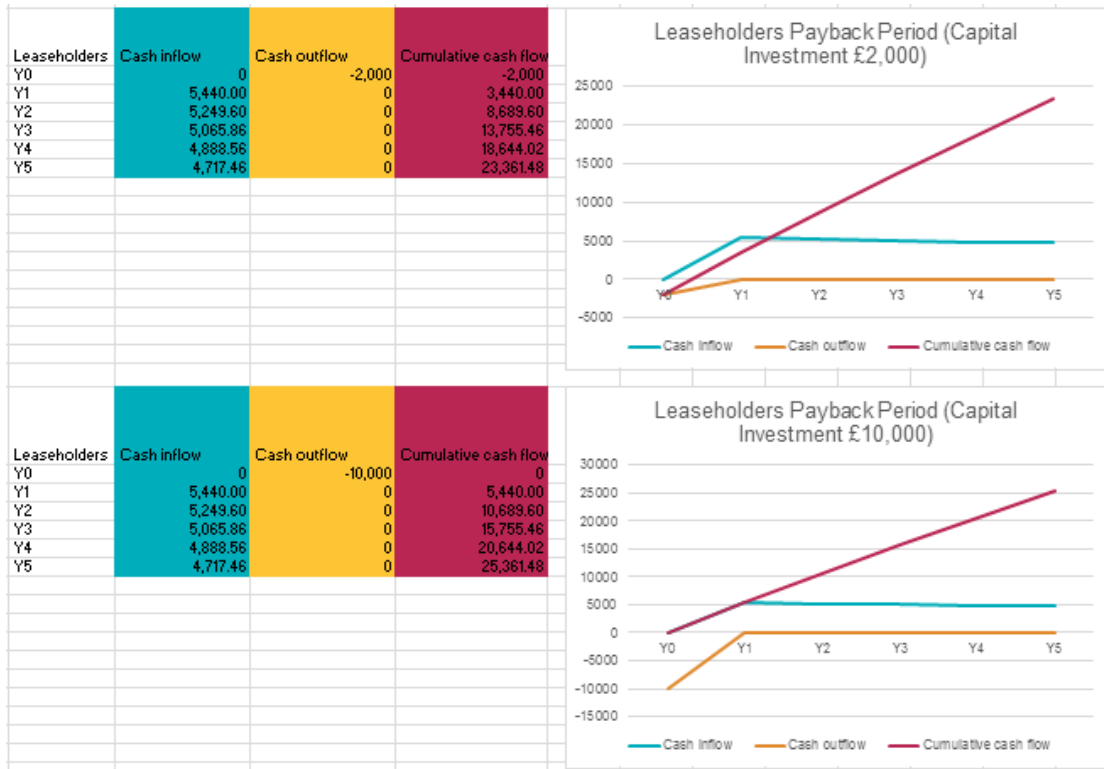 Leaseholders Cash inflow Cash outflow Cumulative cash flow
Y0 0 -2,000 -2,000
Y1 5,440.00 0 3,440.00
Y2 5,249.60 0 8,689.60
Y3 5,065.86 0 13,755.46
Y4 4,888.56 0 18,644.02
Y5 4,717.46 0 23,361.48
Leaseholders Payback Period (Capital
Investment £2,000)
25000
20000
15000
10000
5000
0
-5000
Y0 Y1 Y2 Y3 Y4 Y5
Cash inflow Cash outflow Cumulative cash flow
Leaseholders Cash inflow Cash outflow Cumulative cash flow
Y0 0 -10,000 0
Y1 5,440.00 0 5,440.00
Y2 5,249.60 0 10,689.60
Y3 5,065.86 0 15,755.46
Y4 4,888.56 0 20,644.02
Y5 4,717.46 0 25,361.48
Leaseholders Payback Period (Capital
Investment £10,000)
30000
25000
20000
15000
10000
5000
0
-5000
-10000
-15000
Y0 Y1 Y2 Y3 Y4 Y5
Cash inflow Cash outflow Cumulative cash flow